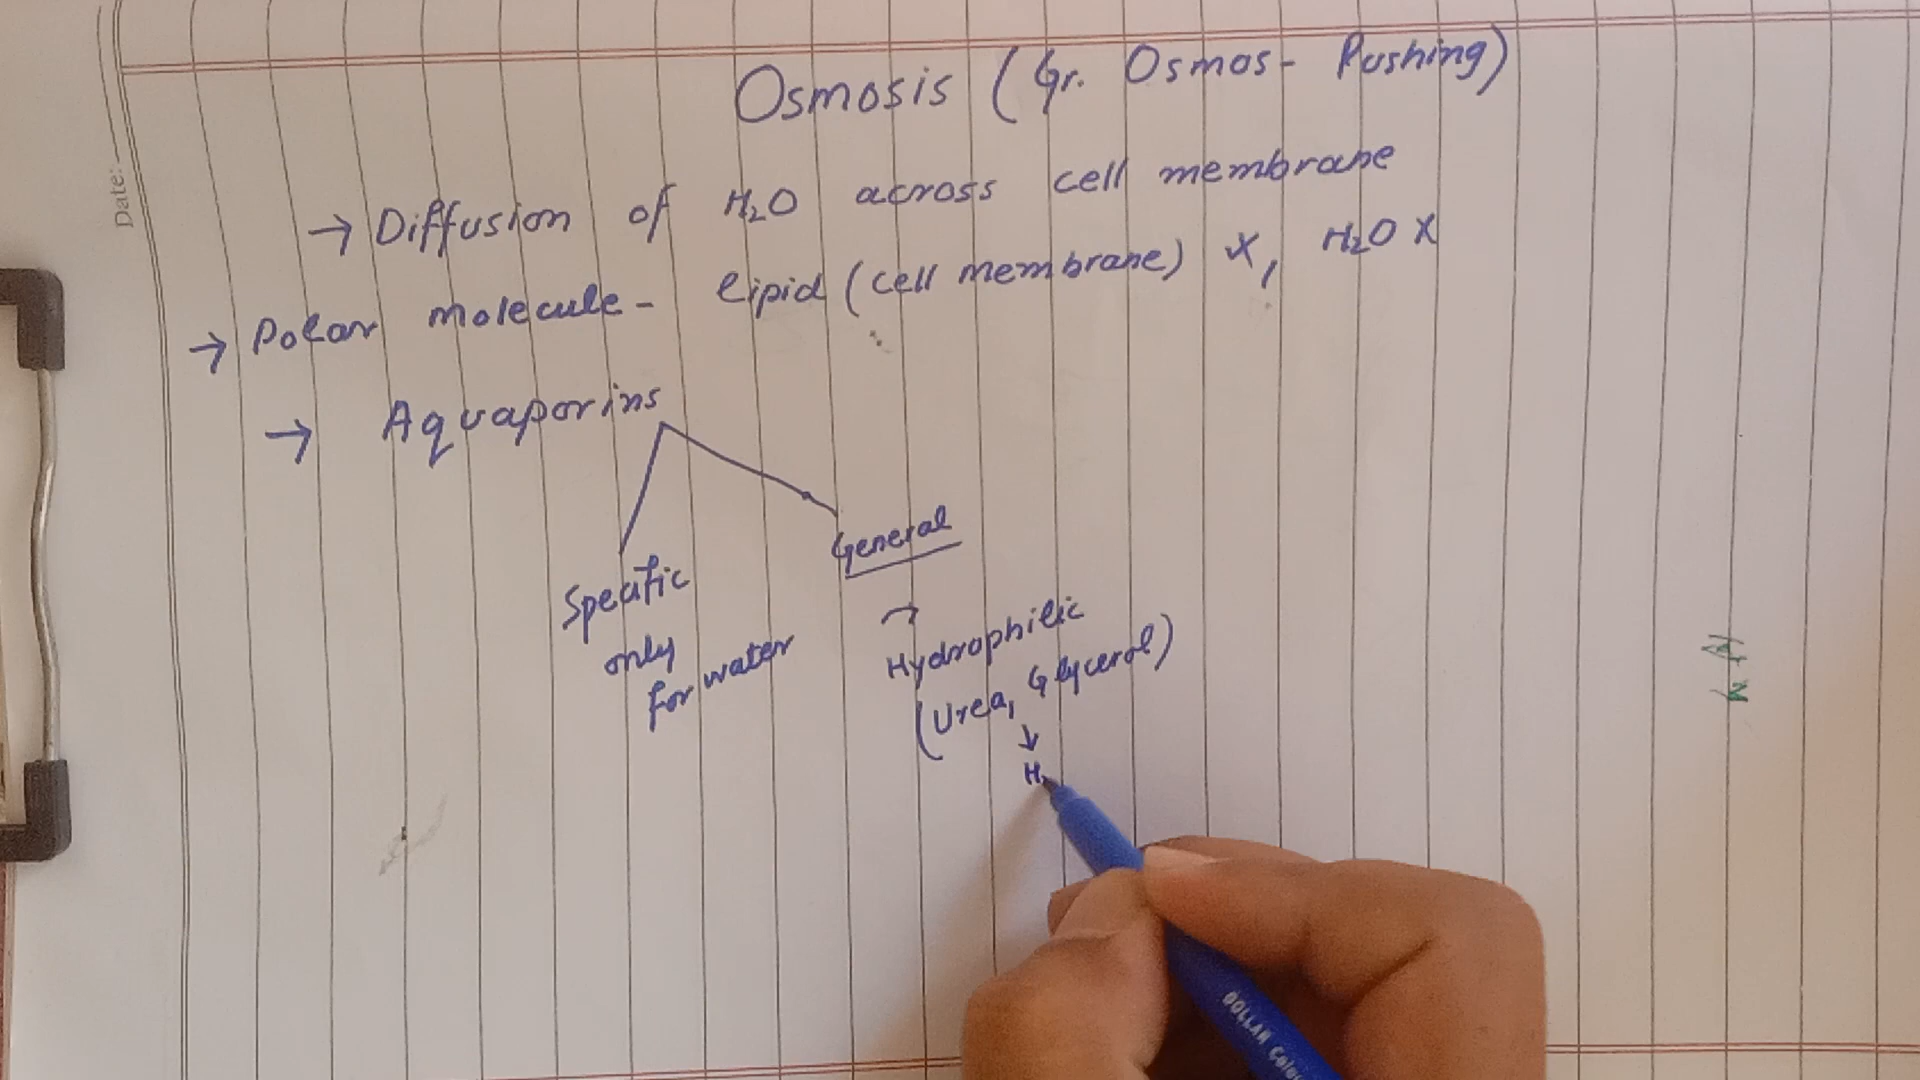 Date:
Osmosis (Gr. Osmos- Pushing)
→ Diffusion of H₂O across cell membrane
→ Polar molecule - lipid (cell membrane) X, H₂O X
→ Aquaporins
General
Specific
only
for water
Hydrophilic
(Urea, Glycerol)
↓
H
DOLLAR